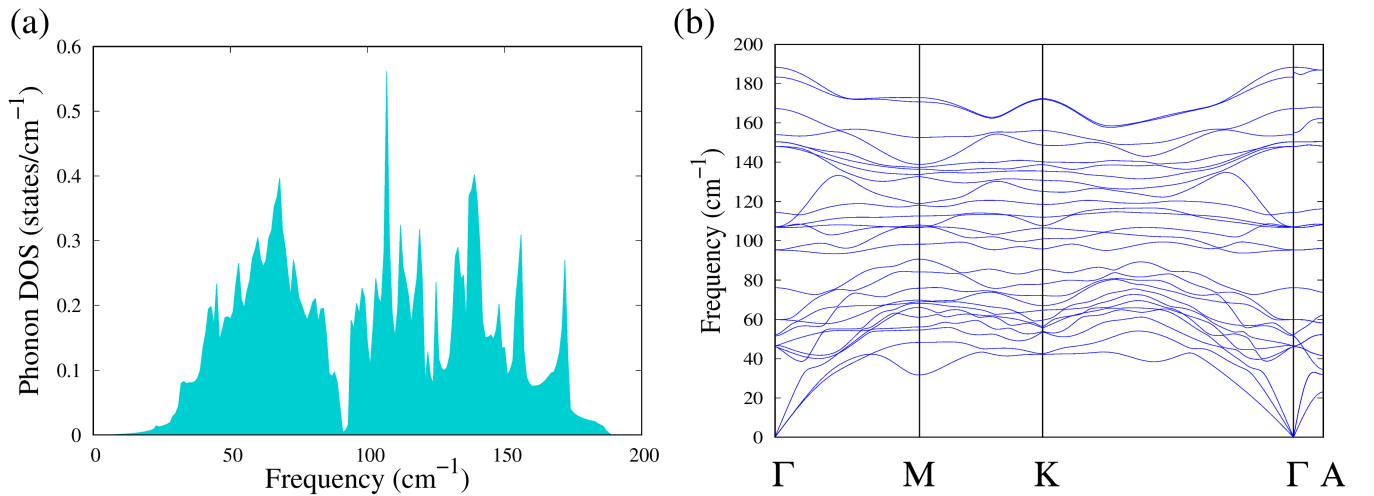 (a)
0.6
0.5
0.4
0.3
0.2
0.1
0
Phonon DOS (states/cm⁻¹)
0 50 100 150 200
Frequency (cm⁻¹)
(b)
200
180
160
140
120
100
80
60
40
20
0
Frequency (cm⁻¹)
Γ M K Γ A